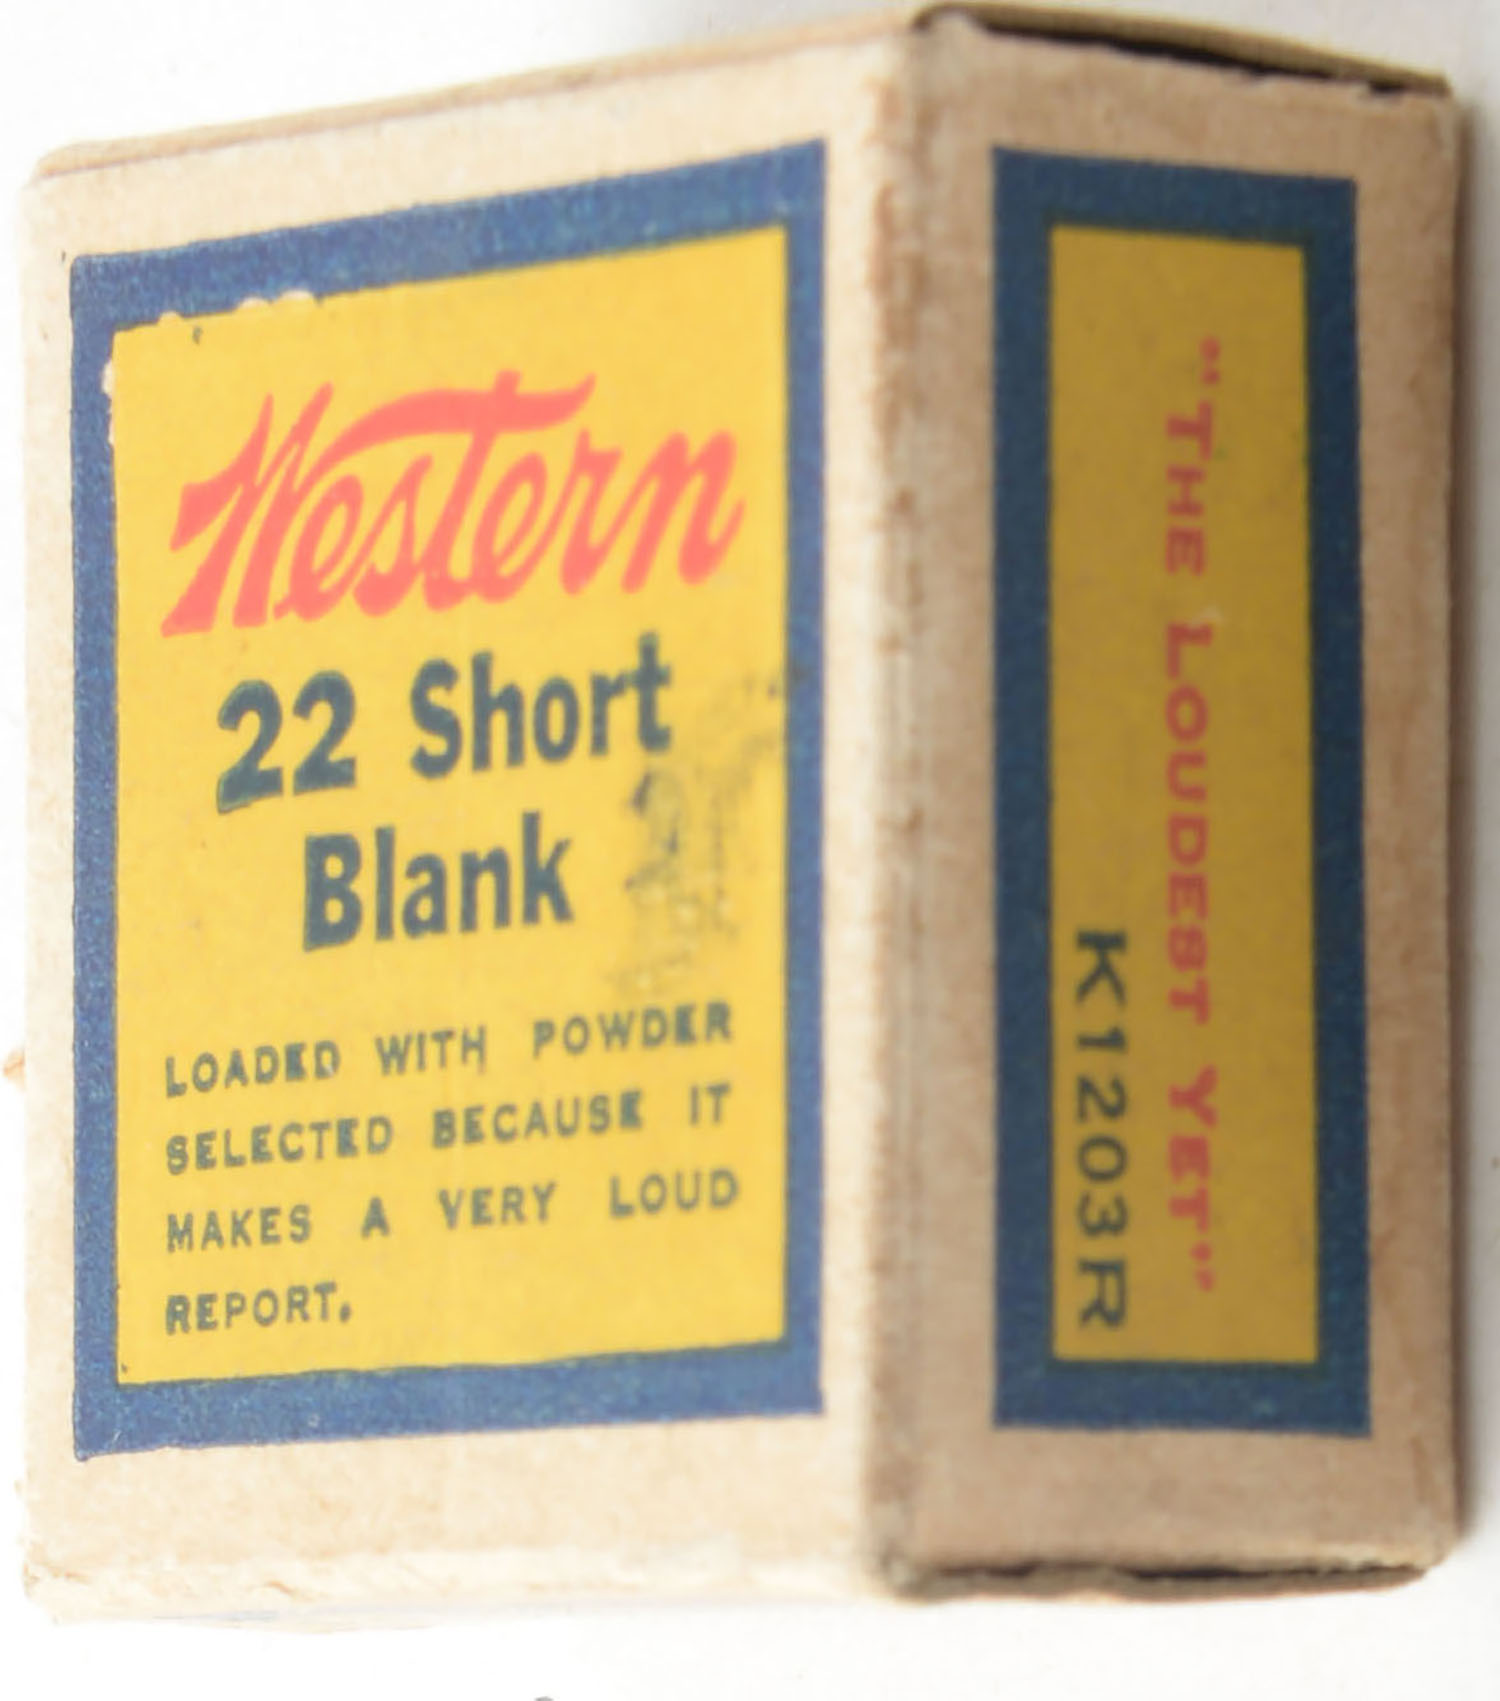 Western
22 Short
Blank
LOADED WITH POWDER
SELECTED BECAUSE IT
MAKES A VERY LOUD
REPORT.
"THE LOUDEST YET"
K1203R